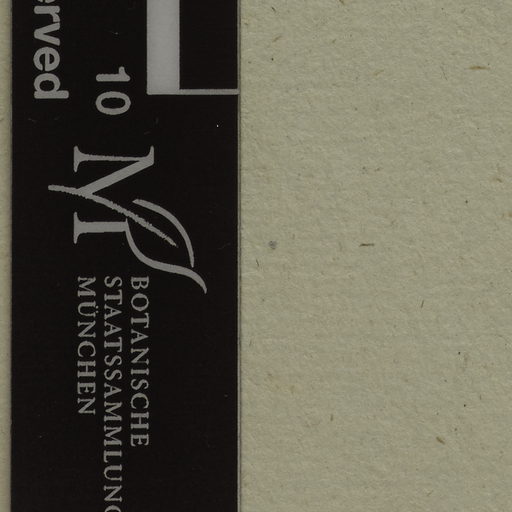 erved
10
BOTANISCHE
STAATSSAMMLUNG
MÜNCHEN